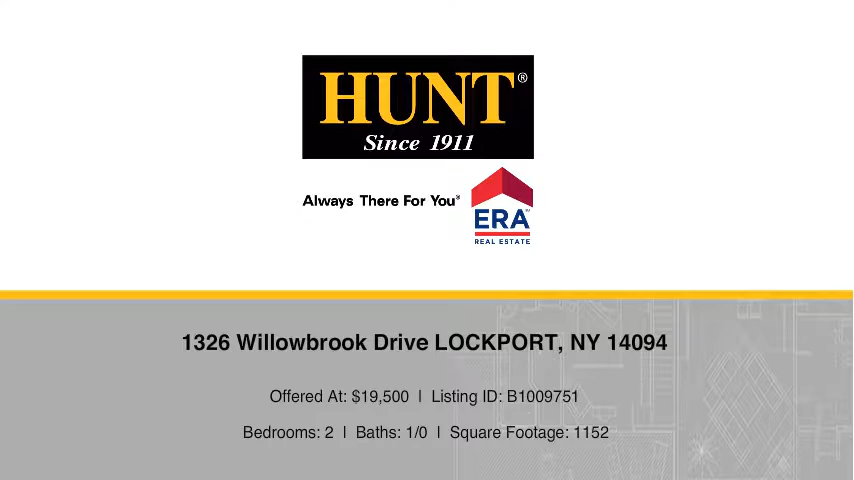 HUNT®
Since 1911
Always There For You®
ERA™
REAL ESTATE
1326 Willowbrook Drive LOCKPORT, NY 14094
Offered At: $19,500 | Listing ID: B1009751
Bedrooms: 2 | Baths: 1/0 | Square Footage: 1152